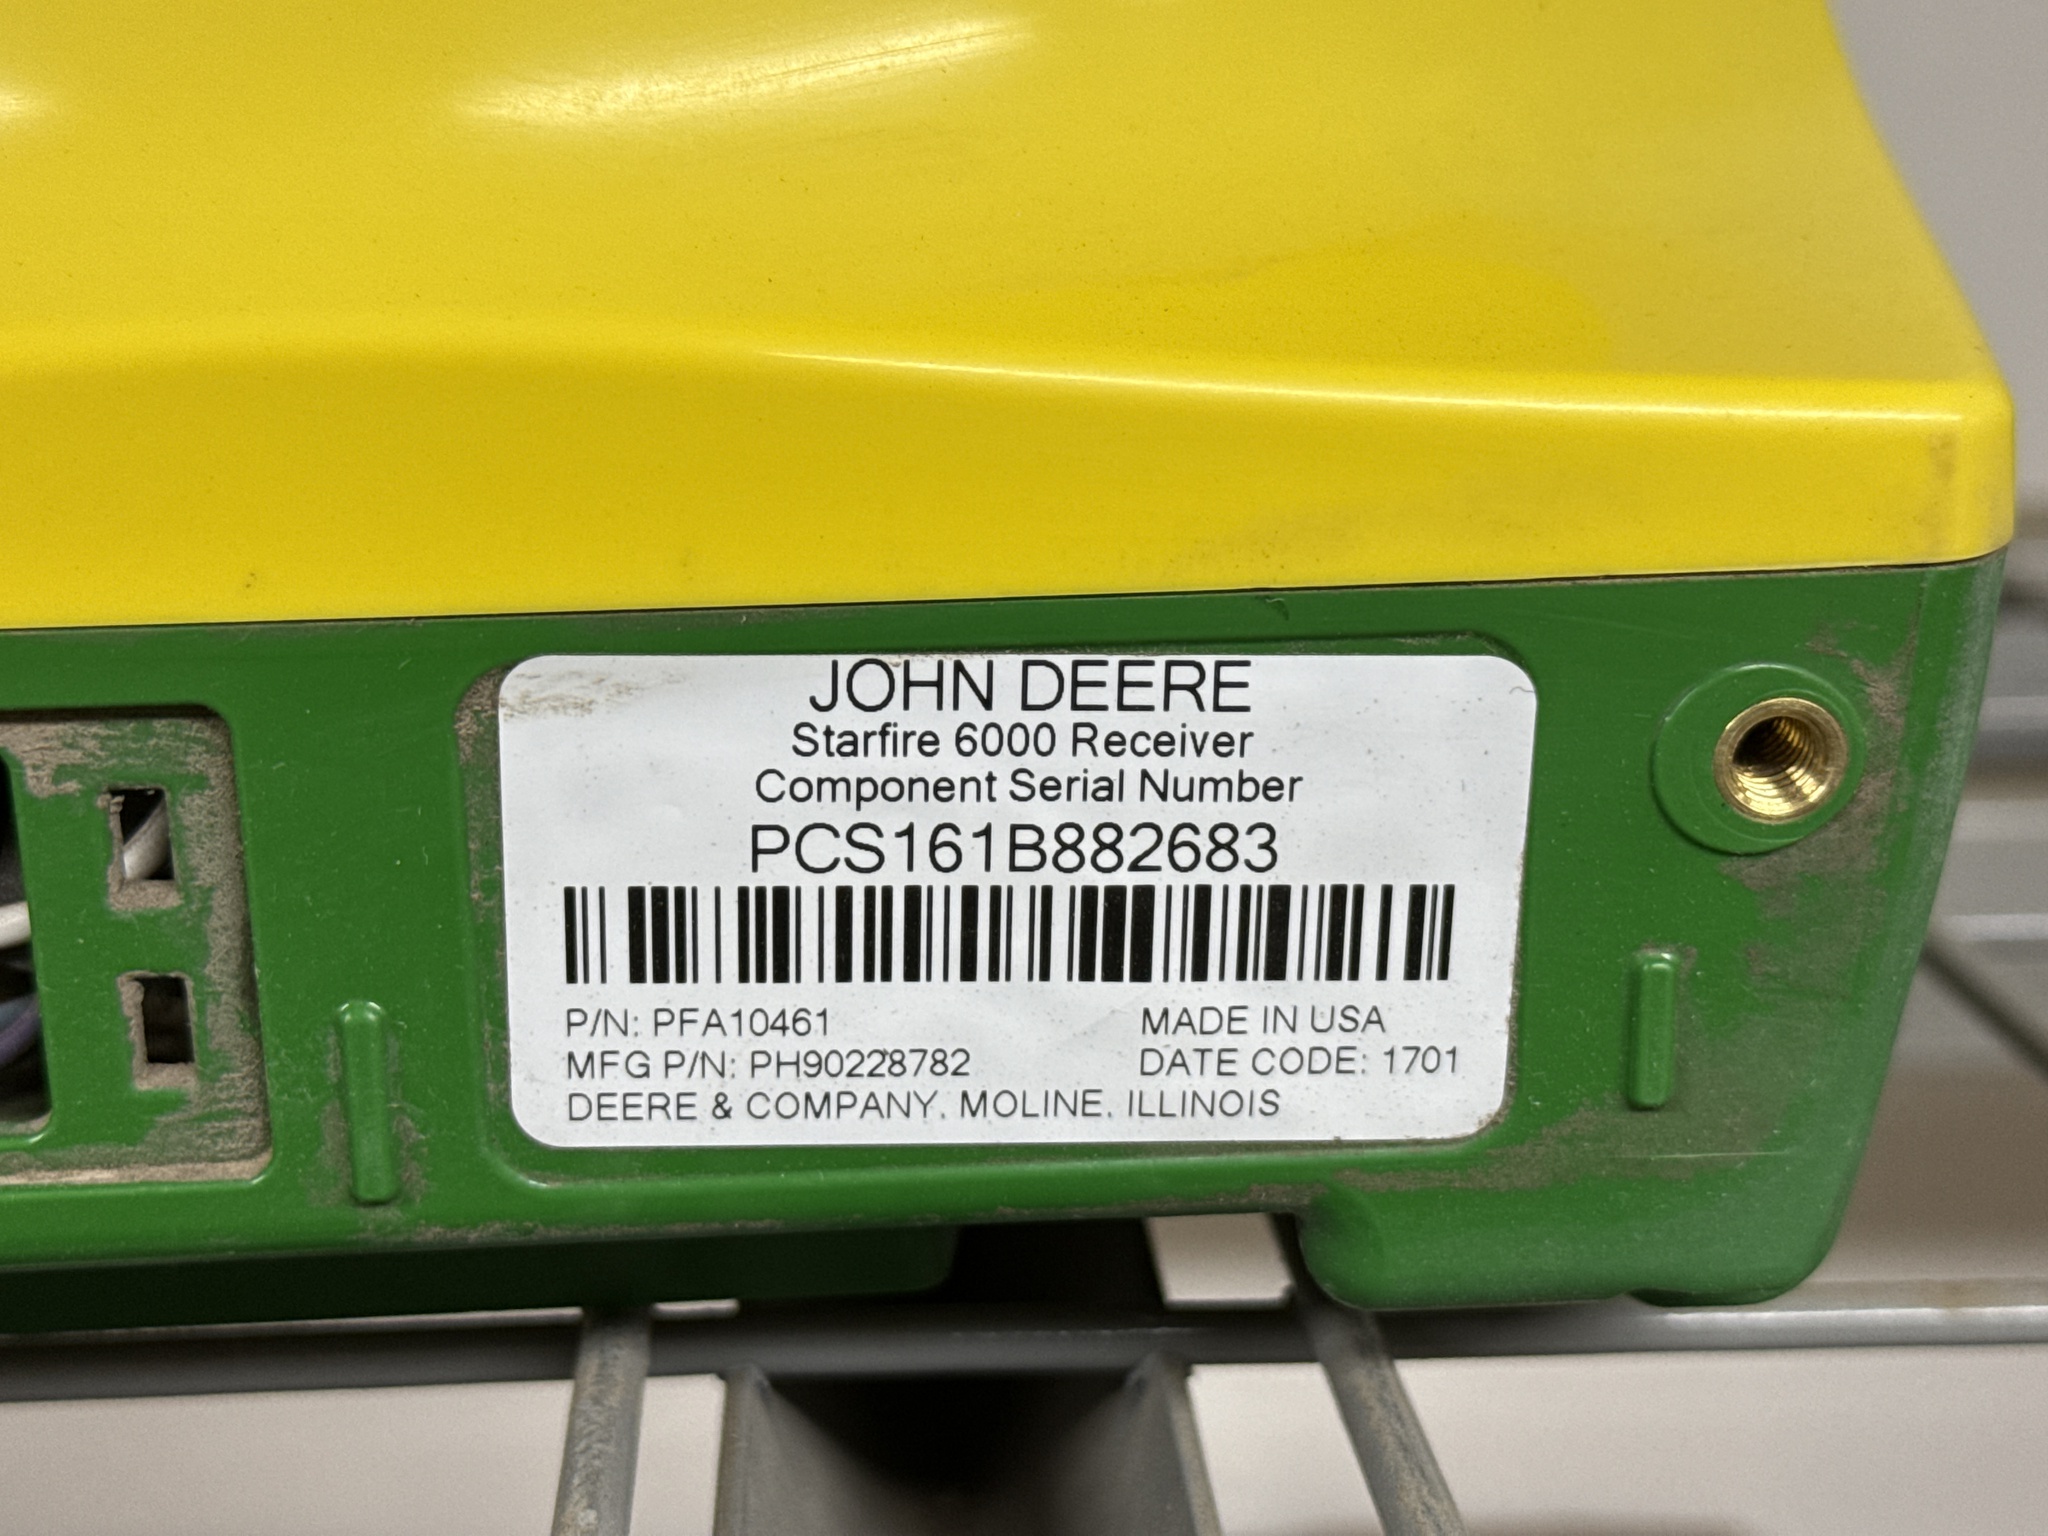 JOHN DEERE
Starfire 6000 Receiver
Component Serial Number
PCS161B882683
P/N: PFA10461
MFG P/N: PH90228782
MADE IN USA
DATE CODE: 1701
DEERE & COMPANY, MOLINE, ILLINOIS